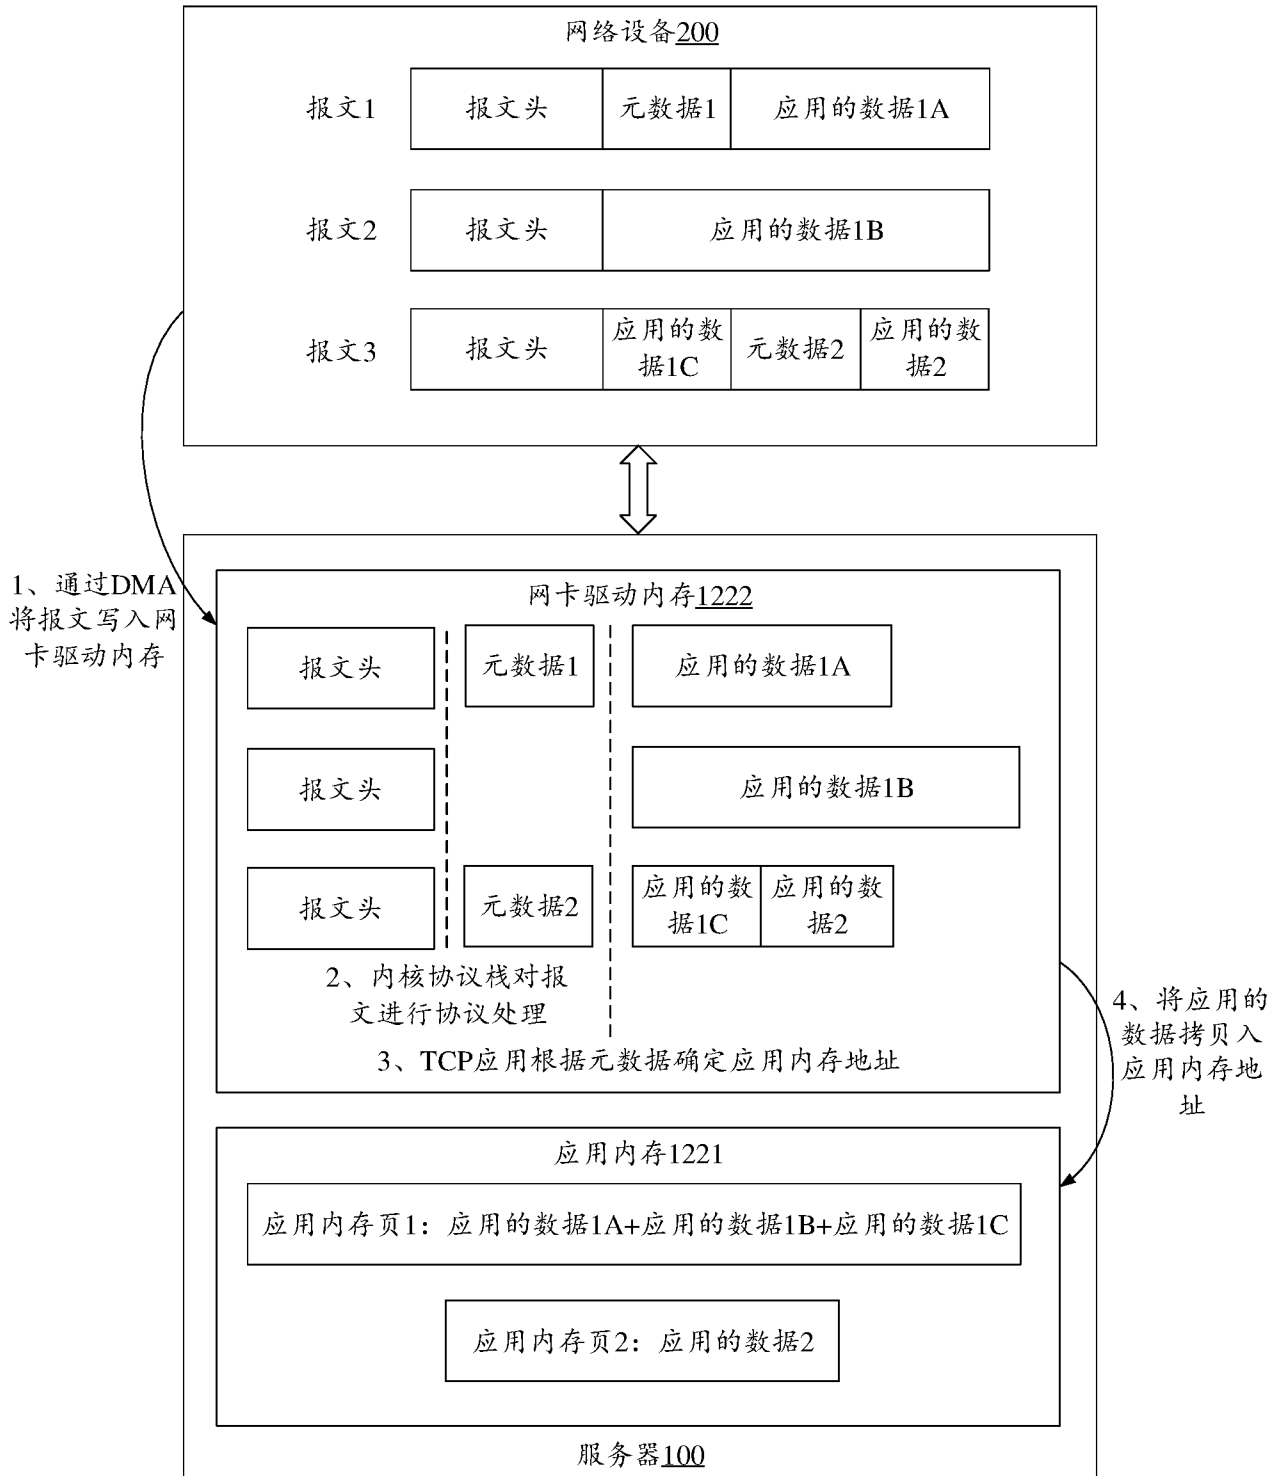 网络设备200
报文1
报文头
元数据1
应用的数据1A
报文2
报文头
应用的数据1B
报文3
报文头
应用的数
据1C
元数据2
应用的数
据2
1、通过DMA
将报文写入网
卡驱动内存
网卡驱动内存1222
报文头
元数据1
应用的数据1A
报文头
应用的数据1B
报文头
元数据2
应用的数
据1C
应用的数
据2
2、内核协议栈对报
文进行协议处理
3、TCP应用根据元数据确定应用内存地址
4、将应用的
数据拷贝入
应用内存地
址
应用内存1221
应用内存页1：应用的数据1A+应用的数据1B+应用的数据1C
应用内存页2：应用的数据2
服务器100